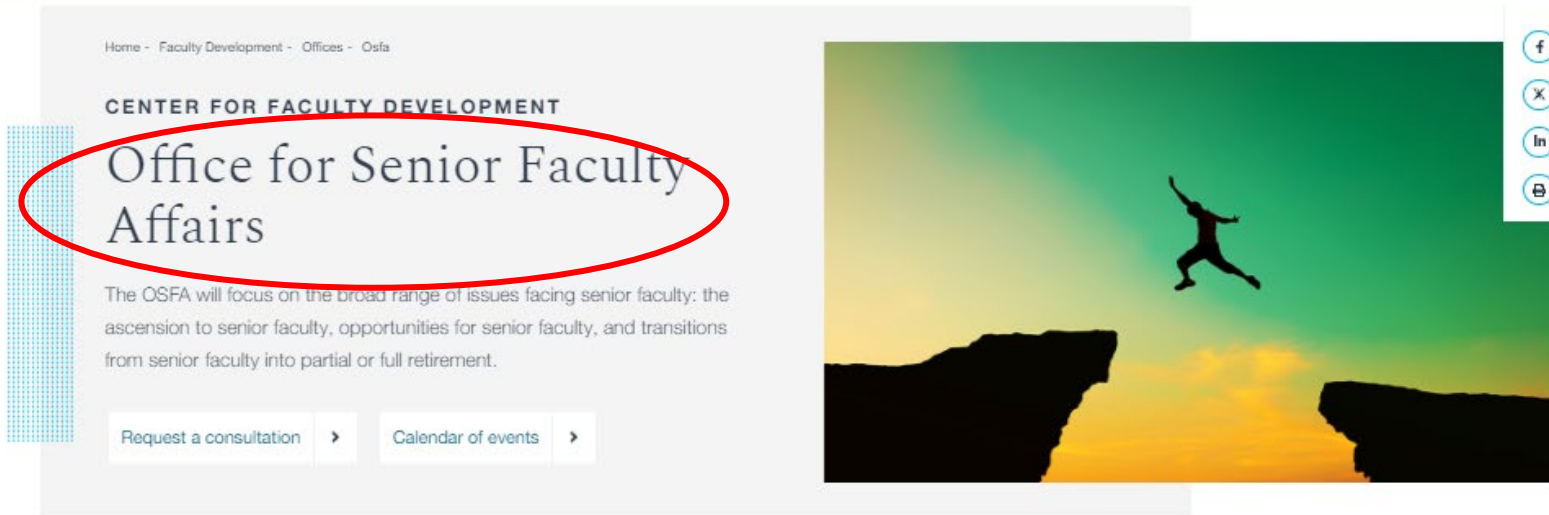 Home - Faculty Development - Offices - Osfa
CENTER FOR FACULTY DEVELOPMENT
Office for Senior Faculty
Affairs
The OSFA will focus on the broad range of issues facing senior faculty: the
ascension to senior faculty, opportunities for senior faculty, and transitions
from senior faculty into partial or full retirement.
Request a consultation >
Calendar of events >
f
X
in